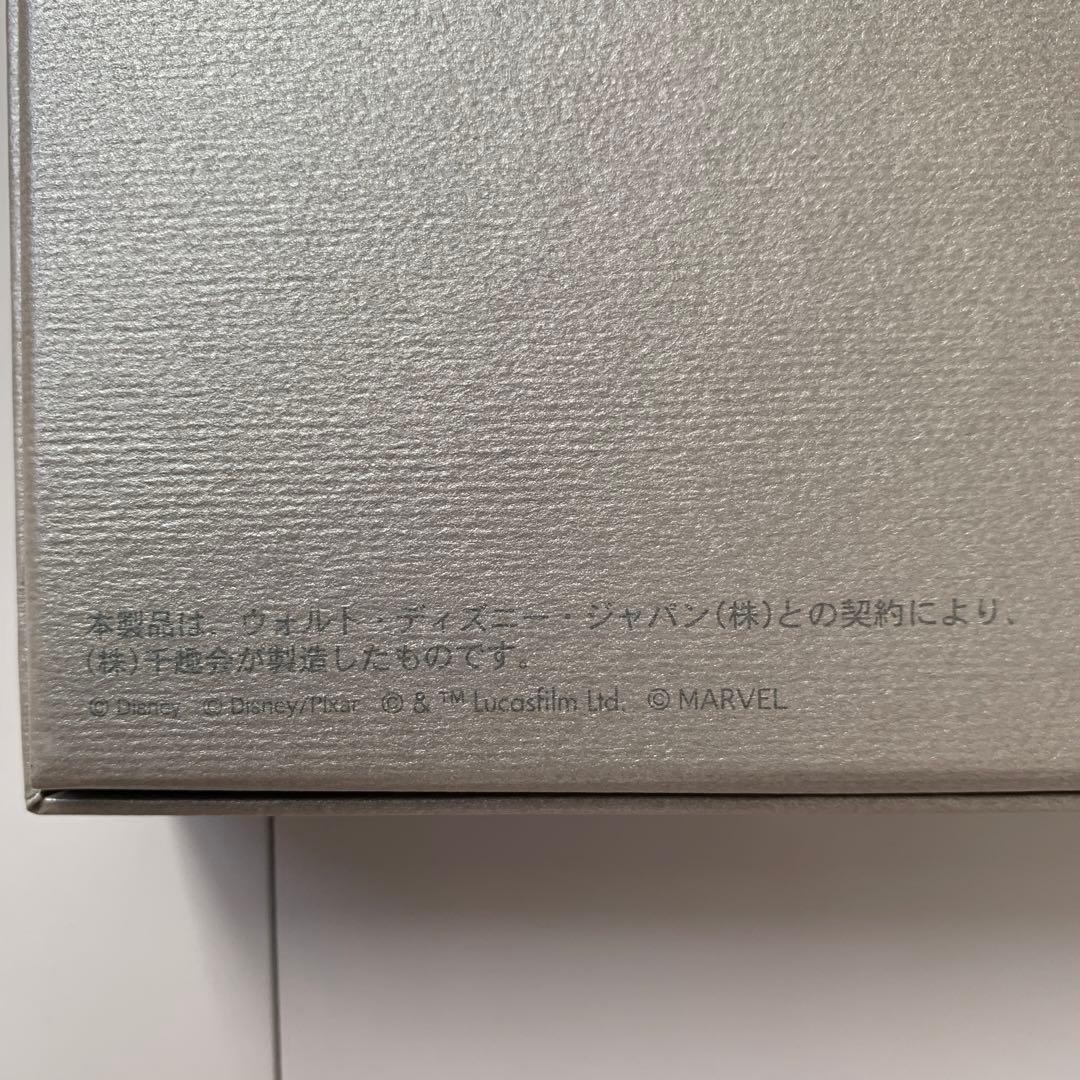 本製品は、ウォルト・ディズニー・ジャパン(株)との契約により、
(株)千趣会が製造したものです。
© Disney © Disney/Pixar © & ™ Lucasfilm Ltd. © MARVEL